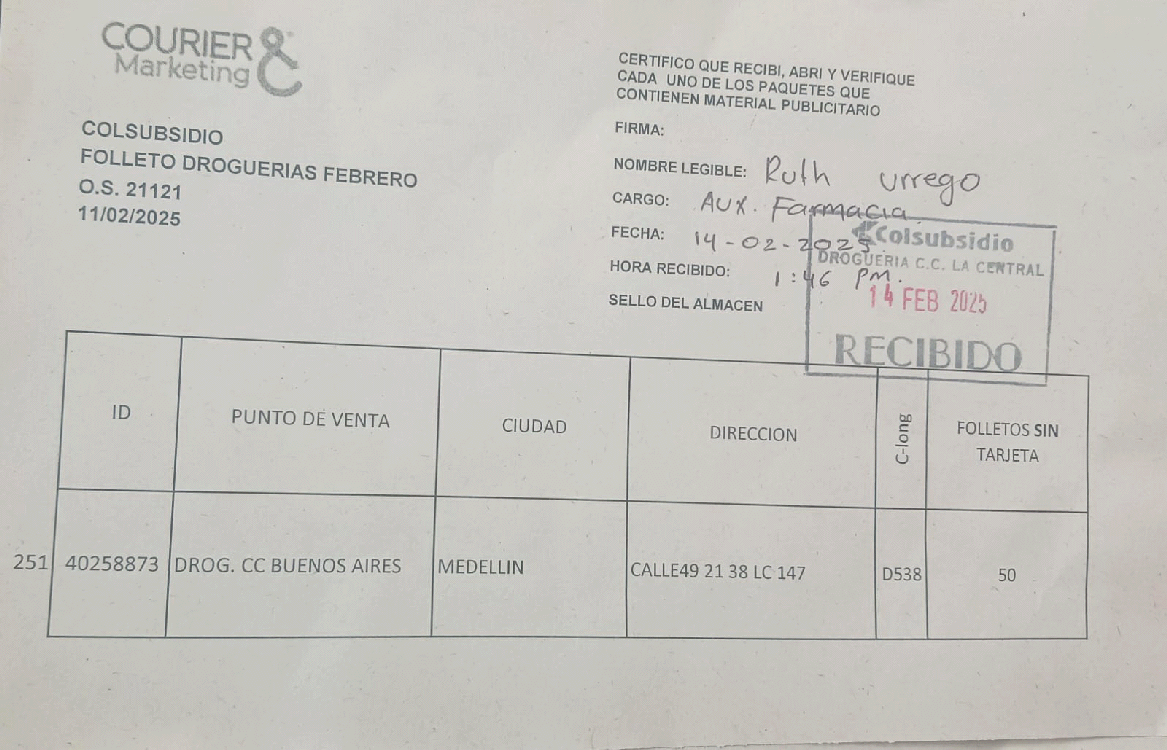 COURIER &
Marketing
COLSUBSIDIO
FOLLETO DROGUERIAS FEBRERO
O.S. 21121
11/02/2025
CERTIFICO QUE RECIBI, ABRI Y VERIFIQUE
CADA UNO DE LOS PAQUETES QUE
CONTIENEN MATERIAL PUBLICITARIO
FIRMA:
NOMBRE LEGIBLE: Ruth Urrego
CARGO: AUX. Farmacia
FECHA: 14-02-2025
HORA RECIBIDO: 1:46 PM.
SELLO DEL ALMACEN
Colsubsidio
DROGUERIA C.C. LA CENTRAL
14 FEB 2025
RECIBIDO
ID PUNTO DE VENTA CIUDAD DIRECCION C-long FOLLETOS SIN
TARJETA
251 40258873 DROG. CC BUENOS AIRES MEDELLIN CALLE49 21 38 LC 147 D538 50